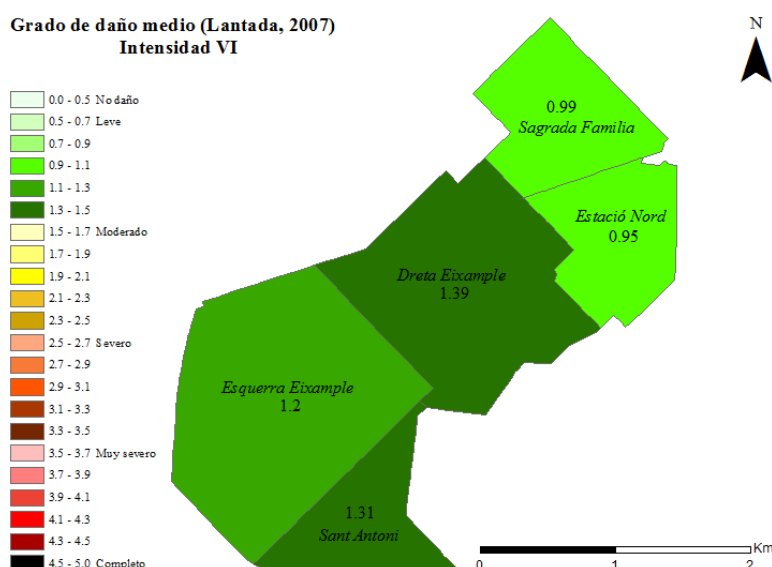 Grado de daño medio (Lantada, 2007)
Intensidad VI
N
0.0 - 0.5 No daño
0.5 - 0.7 Leve
0.7 - 0.9
0.9 - 1.1
1.1 - 1.3
1.3 - 1.5
1.5 - 1.7 Moderado
1.7 - 1.9
1.9 - 2.1
2.1 - 2.3
2.3 - 2.5
2.5 - 2.7 Severo
2.7 - 2.9
2.9 - 3.1
3.1 - 3.3
3.3 - 3.5
3.5 - 3.7 Muy severo
3.7 - 3.9
3.9 - 4.1
4.1 - 4.3
4.3 - 4.5
4.5 - 5.0 Completo
0.99
Sagrada Familia
Estació Nord
0.95
Dreta Eixample
1.39
Esquerra Eixample
1.2
1.31
Sant Antoni
Km
0 1 2